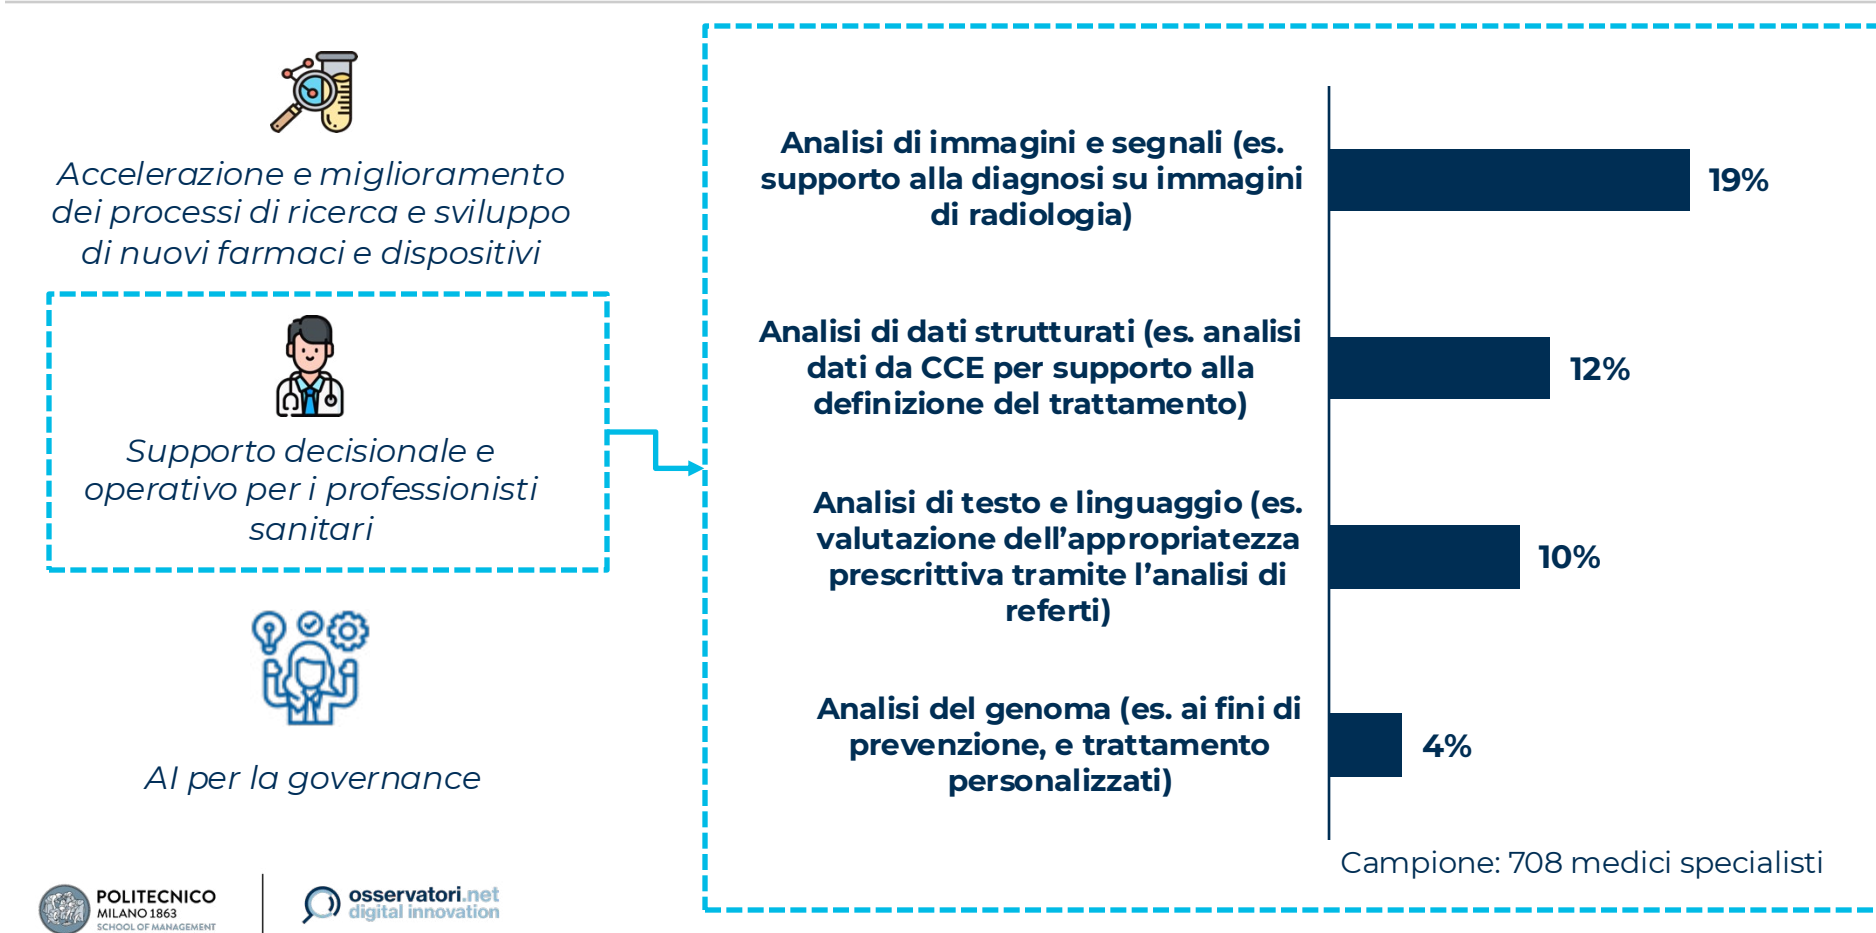 Accelerazione e miglioramento
dei processi di ricerca e sviluppo
di nuovi farmaci e dispositivi
Supporto decisionale e
operativo per i professionisti
sanitari
AI per la governance
Analisi di immagini e segnali (es.
supporto alla diagnosi su immagini
di radiologia)
19%
Analisi di dati strutturati (es. analisi
dati da CCE per supporto alla
definizione del trattamento)
12%
Analisi di testo e linguaggio (es.
valutazione dell’appropriatezza
prescrittiva tramite l’analisi di
referti)
10%
Analisi del genoma (es. ai fini di
prevenzione, e trattamento
personalizzati)
4%
Campione: 708 medici specialisti
POLITECNICO
MILANO 1863
SCHOOL OF MANAGEMENT
osservatori.net
digital innovation